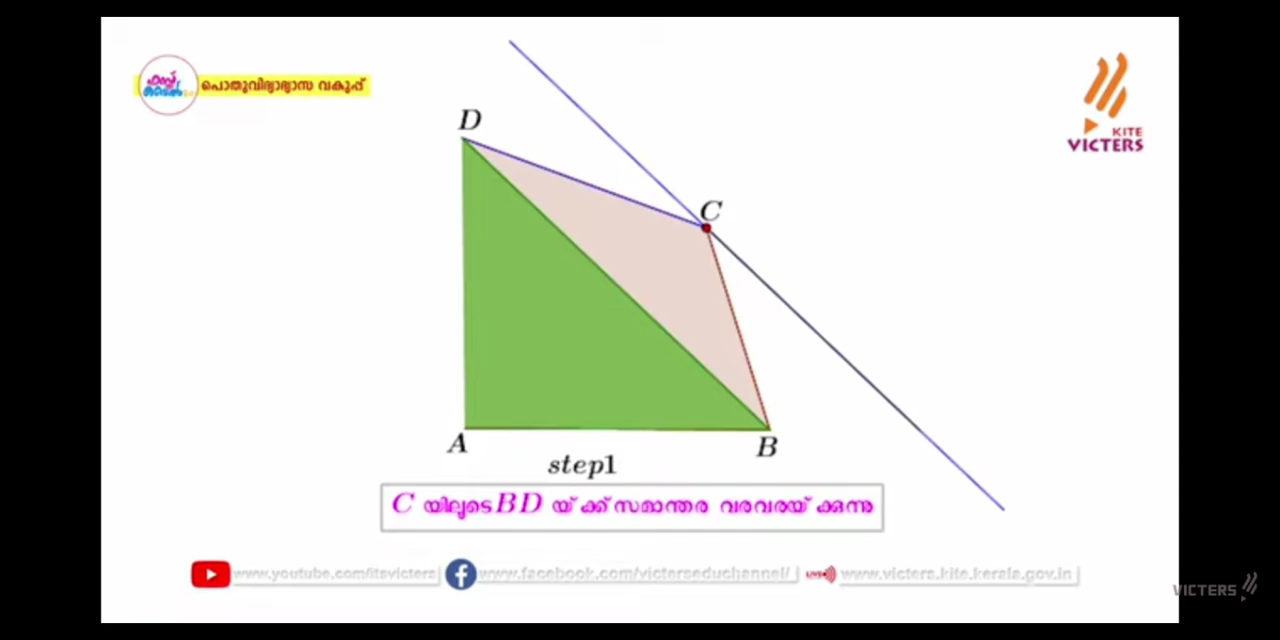 പൊതുവിദ്യാഭ്യാസ വകുപ്പ്
KITE
VICTERS
D
C
A
B
step1
C യിലൂടെ BD യ് ക്ക് സമാന്തര വരവരയ് ക്കുന്നു
www.youtube.com/itsvicters
www.facebook.com/victerseduchannel/
LIVE
www.victers.kite.kerala.gov.in
VICTERS